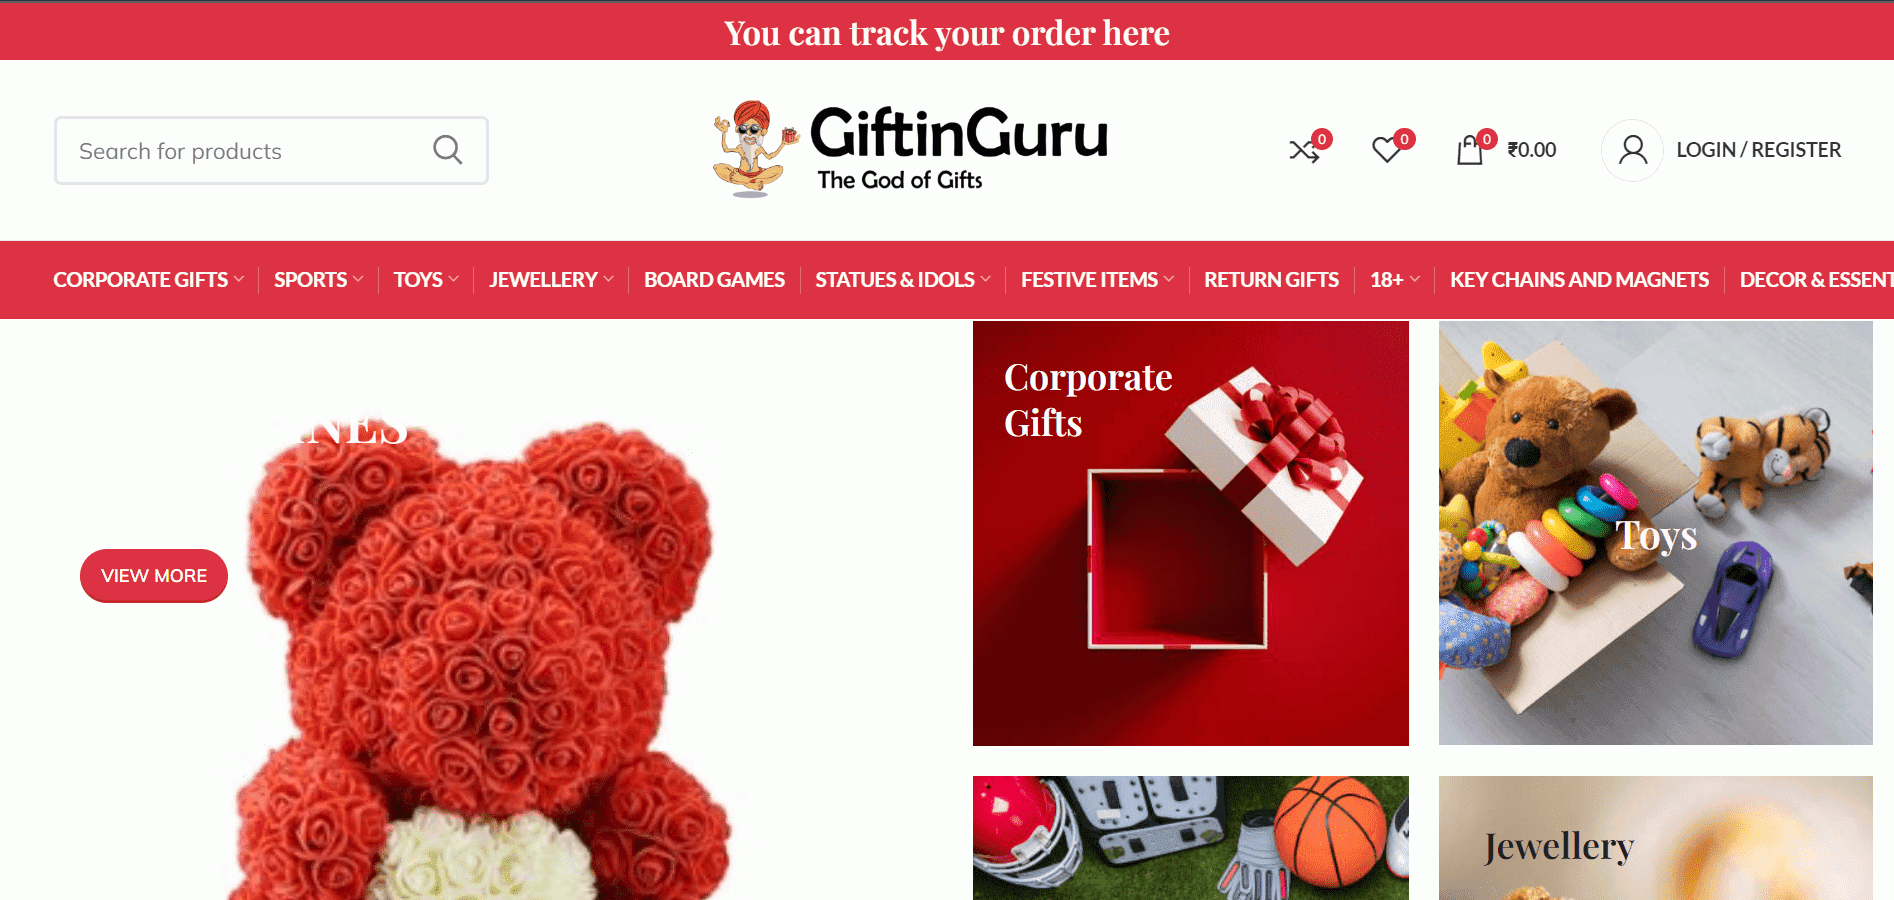 You can track your order here
Search for products
GiftinGuru
The God of Gifts
0
0
0
₹0.00
LOGIN / REGISTER
CORPORATE GIFTS
SPORTS
TOYS
JEWELLERY
BOARD GAMES
STATUES & IDOLS
FESTIVE ITEMS
RETURN GIFTS
18+
KEY CHAINS AND MAGNETS
DECOR & ESSENT
VIEW MORE
Corporate
Gifts
Toys
Jewellery